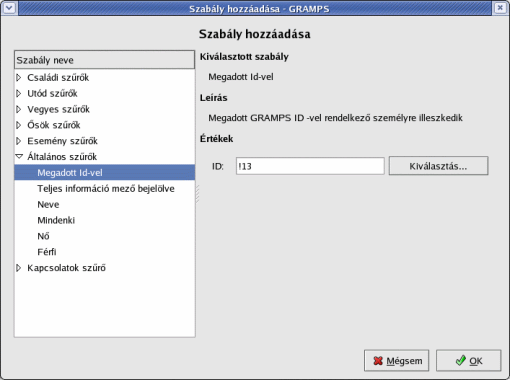 Szabály hozzáadása - GRAMPS
Szabály hozzáadása
Szabály neve
Családi szűrők
Utód szűrők
Vegyes szűrők
Ősök szűrők
Esemény szűrők
Általános szűrők
Megadott Id-vel
Teljes információ mező bejelölve
Neve
Mindenki
Nő
Férfi
Kapcsolatok szűrő
Kiválasztott szabály
Megadott Id-vel
Leírás
Megadott GRAMPS ID -vel rendelkező személyre illeszkedik
Értékek
ID: !13 Kiválasztás...
Mégsem OK